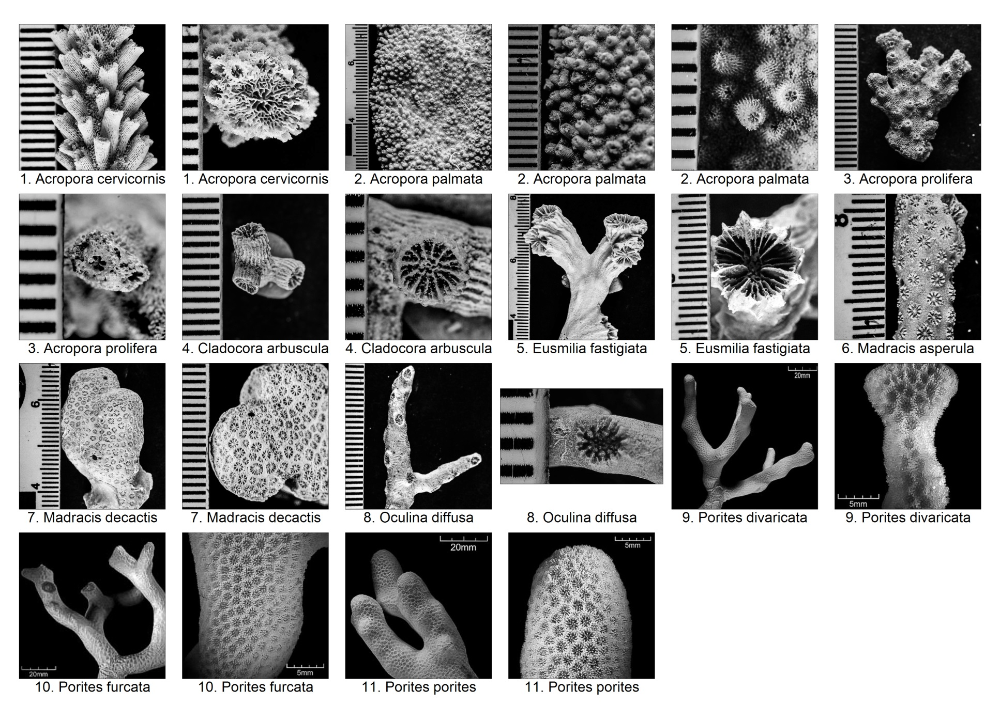 6
4
1. Acropora cervicornis
1. Acropora cervicornis
2. Acropora palmata
2. Acropora palmata
2. Acropora palmata
3. Acropora prolifera
8
6
4
8
3. Acropora prolifera
4. Cladocora arbuscula
4. Cladocora arbuscula
5. Eusmilia fastigiata
5. Eusmilia fastigiata
6. Madracis asperula
6
4
20mm
5mm
7. Madracis decactis
7. Madracis decactis
8. Oculina diffusa
8. Oculina diffusa
9. Porites divaricata
9. Porites divaricata
20mm
5mm
20mm
5mm
10. Porites furcata
10. Porites furcata
11. Porites porites
11. Porites porites